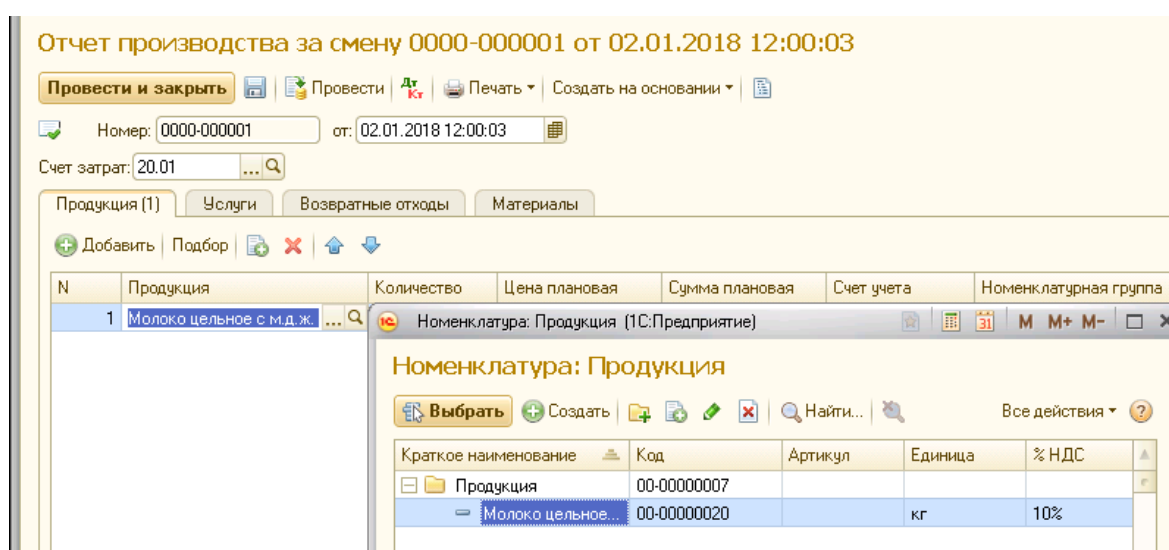 Отчет производства за смену 0000-000001 от 02.01.2018 12:00:03
Провести и закрыть Провести Дт Кт Печать Создать на основании
Номер: 0000-000001 от: 02.01.2018 12:00:03
Счет затрат: 20.01 ...
Продукция (1) Услуги Возвратные отходы Материалы
Добавить Подбор
N Продукция Количество Цена плановая Сумма плановая Счет учета Номенклатурная группа
1 Молоко цельное с м.д.ж. ...
1С Номенклатура: Продукция (1С:Предприятие) 31 M M+ M-
Номенклатура: Продукция
Выбрать Создать Найти... Все действия ?
Краткое наименование Код Артикул Единица % НДС
Продукция 00-00000007
Молоко цельное... 00-00000020 кг 10%